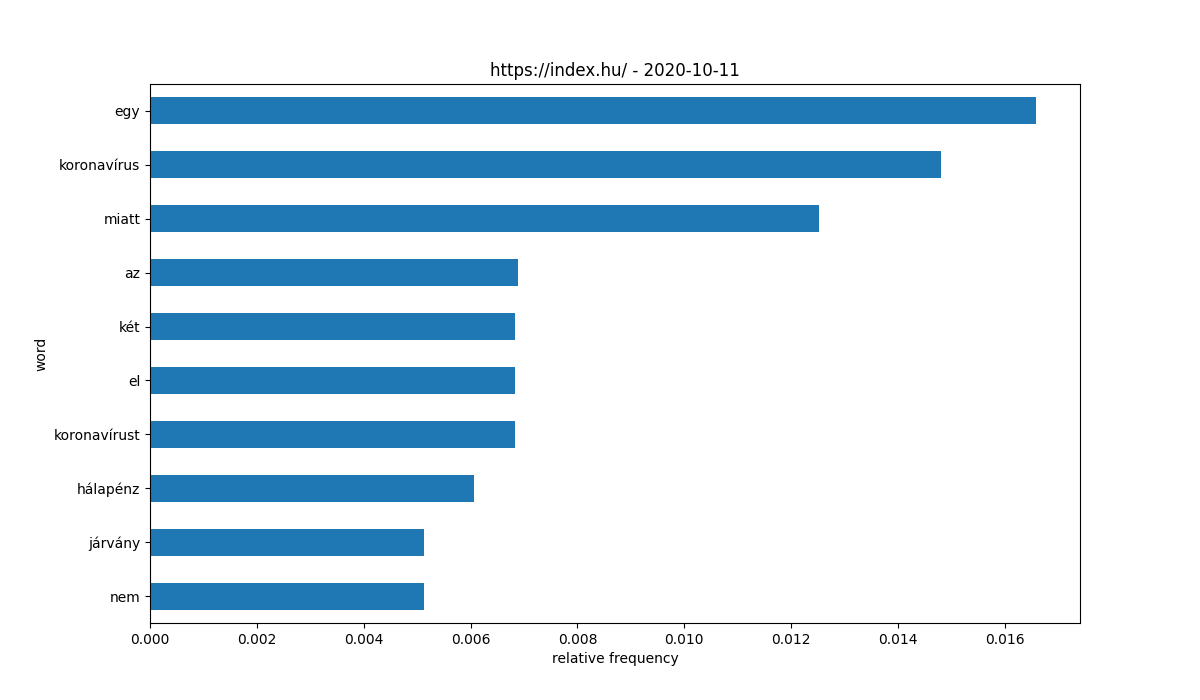 https://index.hu/ - 2020-10-11
egy
koronavírus
miatt
az
két
el
koronavírust
hálapénz
járvány
nem
word
0.000 0.002 0.004 0.006 0.008 0.010 0.012 0.014 0.016
relative frequency